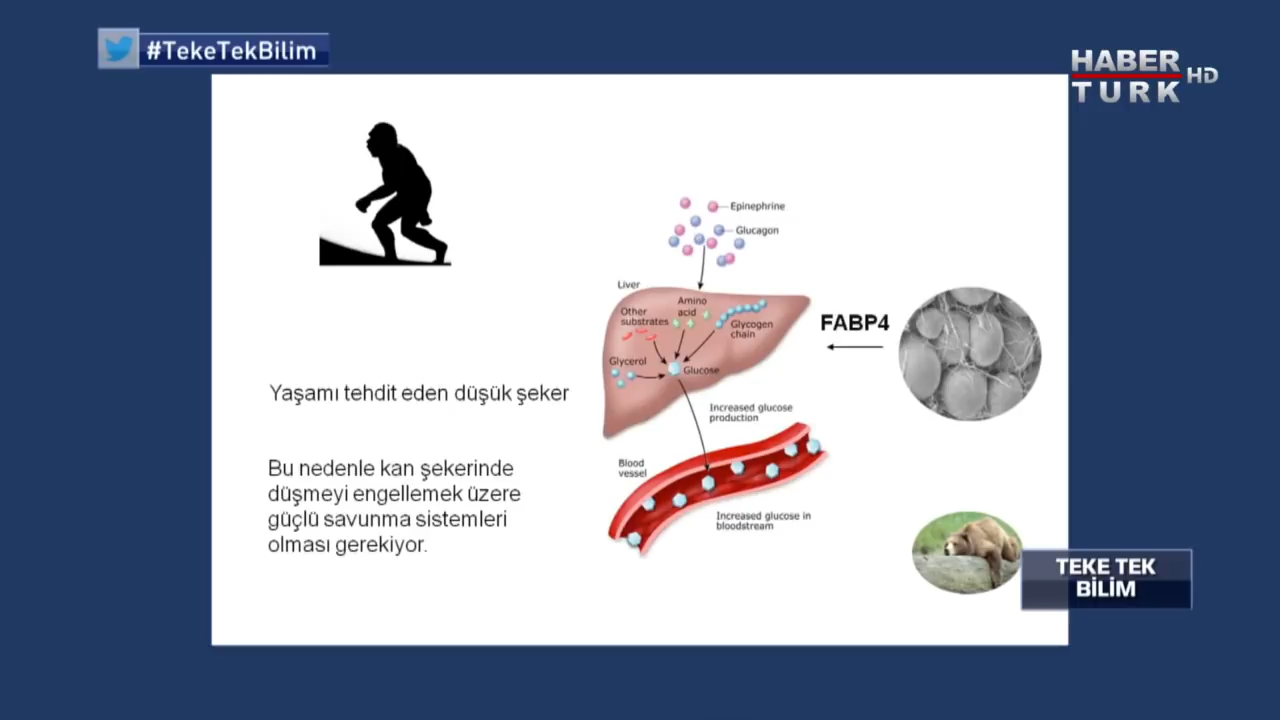 #TekeTekBilim
HABER
TURK HD
Epinephrine
Glucagon
Liver
Other
substrates
Amino
acid
Glycogen
chain
Glycerol
Glucose
FABP4
Yaşamı tehdit eden düşük şeker
Increased glucose
production
Bu nedenle kan şekerinde
düşmeyi engellemek üzere
güçlü savunma sistemleri
olması gerekiyor.
Blood
vessel
Increased glucose in
bloodstream
TEKE TEK
BİLİM